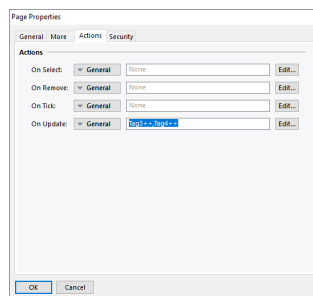 Page Properties
General More Actions Security
Actions
On Select: General None Edit...
On Remove: General None Edit...
On Tick: General None Edit...
On Update: General Tag3++,Tag4++ Edit...
OK Cancel